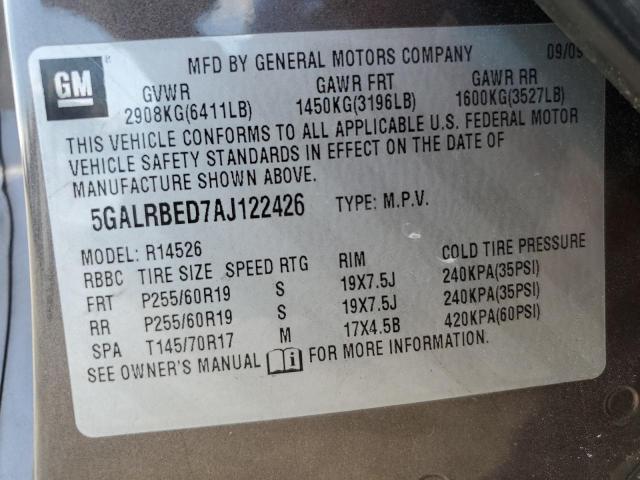 GM
MFD BY GENERAL MOTORS COMPANY 09/09
GVWR GAWR FRT GAWR RR
2908KG(6411LB) 1450KG(3196LB) 1600KG(3527LB)
THIS VEHICLE CONFORMS TO ALL APPLICABLE U.S. FEDERAL MOTOR
VEHICLE SAFETY STANDARDS IN EFFECT ON THE DATE OF
MANUFACTURE SHOWN ABOVE.
5GALRBED7AJ122426 TYPE: M.P.V.
MODEL: R14526
RBBC TIRE SIZE SPEED RTG RIM COLD TIRE PRESSURE
FRT P255/60R19 S 19X7.5J 240KPA(35PSI)
RR P255/60R19 S 19X7.5J 240KPA(35PSI)
SPA T145/70R17 M 17X4.5B 420KPA(60PSI)
SEE OWNER'S MANUAL i FOR MORE INFORMATION.